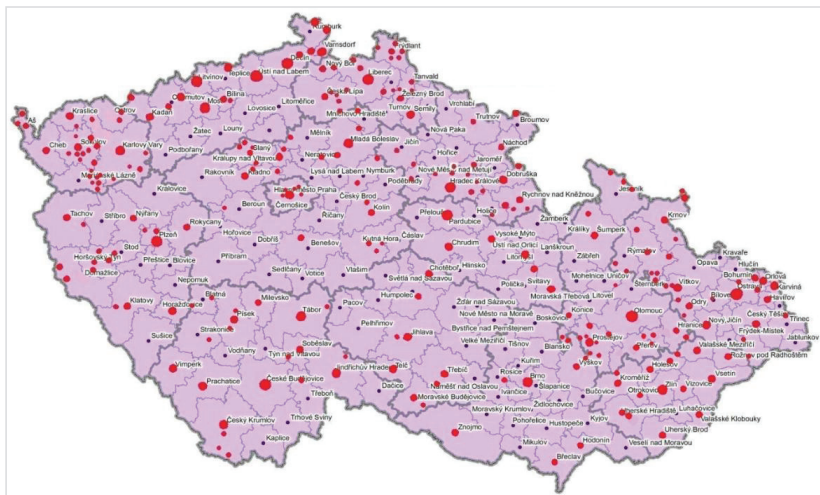 Rumburk
Varnsdorf
Frýdlant
Děčín
Nový Bor
Litvínov
Teplice
Ústí nad Labem
Liberec
Tanvald
Bílina
Česká Lípa
Železný Brod
Kraslice
Ostrov
Kadaň
Lovosice
Litoměřice
Turnov
Semily
Vrchlabí
Mnichovo Hradiště
Trutnov
Broumov
Aš
Žatec
Louny
Mělník
Nová Paka
Cheb
Sokolov
Karlovy Vary
Podbořany
Slaný
Mladá Boleslav
Jičín
Hořice
Náchod
Kralupy nad Vltavou
Neratovice
Jaroměř
Mariánské Lázně
Rakovník
Kladno
Lysá nad Labem
Nymburk
Nové Město nad Metují
Dobruška
Poděbrady
Hradec Králové
Kralovice
Hlavní město Praha
Český Brod
Rychnov nad Kněžnou
Jeseník
Beroun
Černošice
Kolín
Přelouč
Holice
Tachov
Stříbro
Nýřany
Rokycany
Říčany
Pardubice
Žamberk
Plzeň
Hořovice
Vysoké Mýto
Králíky
Šumperk
Krnov
Stod
Dobříš
Benešov
Kutná Hora
Čáslav
Chrudim
Ústí nad Orlicí
Lanškroun
Horšovský Týn
Přeštice
Blovice
Příbram
Litomyšl
Zábřeh
Rýmařov
Opava
Kravaře
Hlučín
Domažlice
Sedlčany
Votice
Vlašim
Chotěboř
Hlinsko
Světlá nad Sázavou
Polička
Svitavy
Mohelnice
Uničov
Bohumín
Orlová
Nepomuk
Moravská Třebová
Litovel
Šternberk
Vítkov
Ostrava
Karviná
Klatovy
Horažďovice
Blatná
Milevsko
Tábor
Pacov
Humpolec
Žďár nad Sázavou
Bílovec
Havířov
Písek
Nové Město na Moravě
Boskovice
Konice
Olomouc
Odry
Český Těšín
Strakonice
Pelhřimov
Bystřice nad Pernštejnem
Prostějov
Hranice
Nový Jičín
Třinec
Sušice
Soběslav
Jihlava
Velké Meziříčí
Tišnov
Blansko
Přerov
Frýdek-Místek
Vodňany
Valašské Meziříčí
Jablunkov
Týn nad Vltavou
Kuřim
Vyškov
Rožnov pod Radhoštěm
Vimperk
Jindřichův Hradec
Telč
Třebíč
Rosice
Brno
Holešov
Prachatice
České Budějovice
Kroměříž
Vsetín
Dačice
Náměšť nad Oslavou
Ivančice
Šlapanice
Bučovice
Otrokovice
Zlín
Vizovice
Třeboň
Moravské Budějovice
Židlochovice
Český Krumlov
Trhové Sviny
Moravský Krumlov
Uherské Hradiště
Luhačovice
Pohořelice
Hustopeče
Kyjov
Valašské Klobouky
Znojmo
Uherský Brod
Kaplice
Mikulov
Hodonín
Veselí nad Moravou
Břeclav